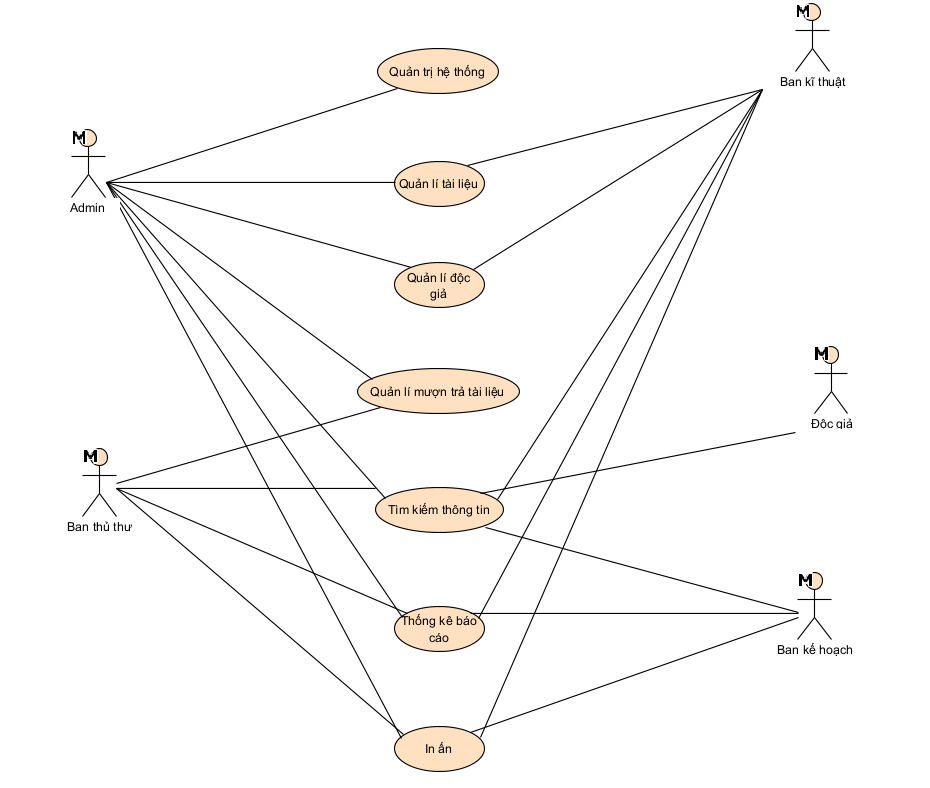 M
Ban kĩ thuật
Quản trị hệ thống
M
Admin
Quản lí tài liệu
Quản lí độc
giả
M
Độc giả
Quản lí mượn trả tài liệu
M
Ban thủ thư
Tìm kiếm thông tin
M
Ban kế hoạch
Thống kê báo
cáo
In ấn